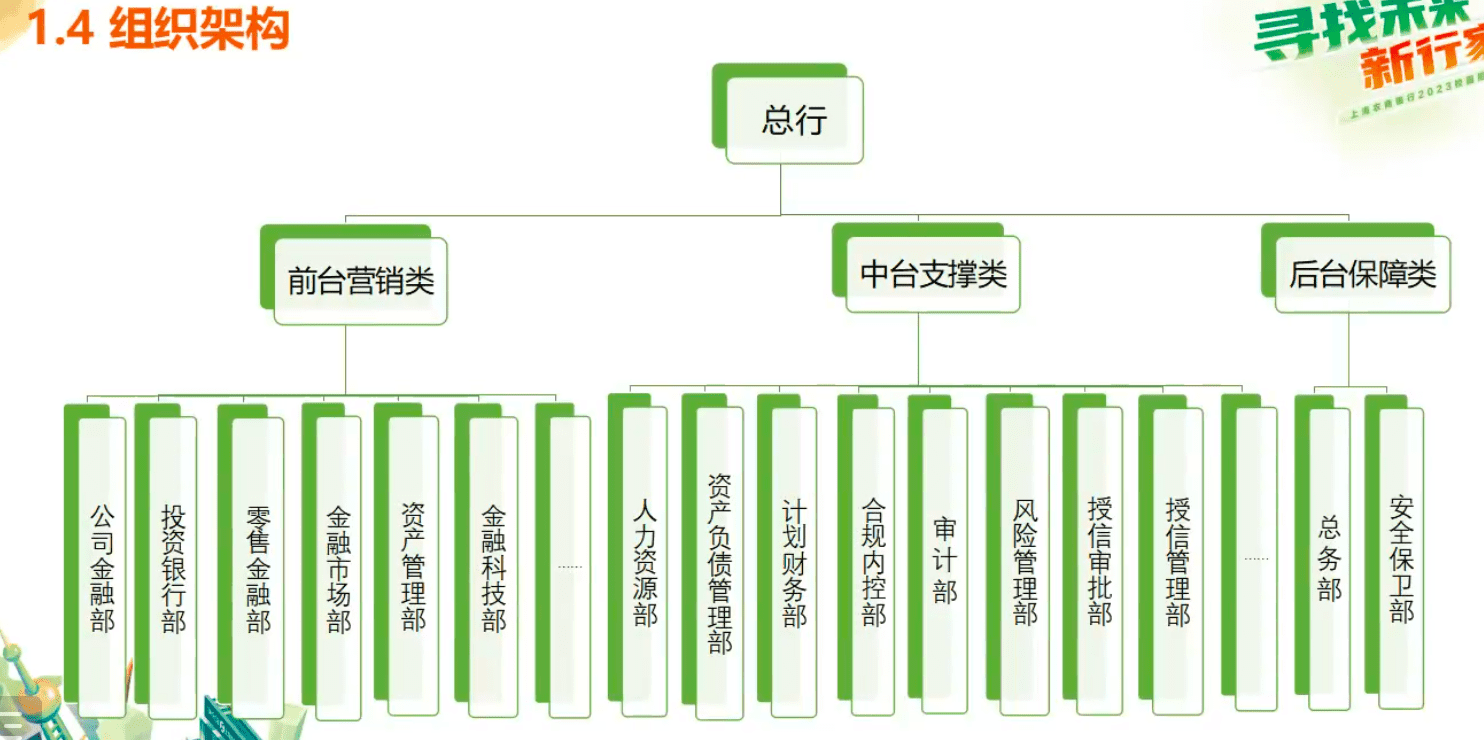 1.4 组织架构
寻找未来
新行家
上海农商银行2023校园招
总行
前台营销类
中台支撑类
后台保障类
公司金融部
投资银行部
零售金融部
金融市场部
资产管理部
金融科技部
......
人力资源部
资产负债管理部
计划财务部
合规内控部
审计部
风险管理部
授信审批部
授信管理部
......
总务部
安全保卫部